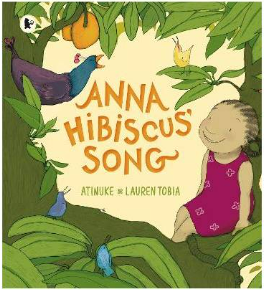 ANNA
HiBiSCUS'
SONG
ATINUKE * LAUREN TOBIA